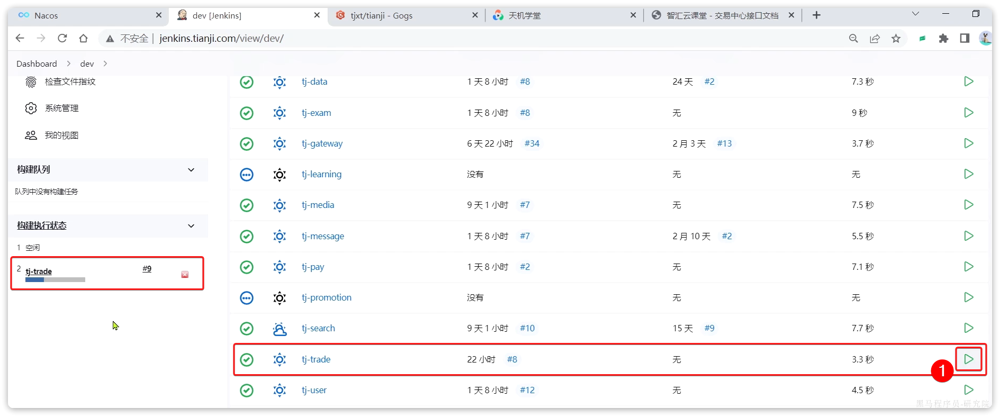 Nacos
dev [Jenkins]
tjxt/tianji - Gogs
天机学堂
智汇云课堂 - 交易中心接口文档
不安全 | jenkins.tianji.com/view/dev/
Dashboard > dev >
检查文件指纹
系统管理
我的视图
构建队列
队列中没有构建任务
构建执行状态
1 空闲
2 tj-trade #9
tj-data 1 天 8 小时 #8 24 天 #2 7.3 秒
tj-exam 1 天 8 小时 #8 无 9 秒
tj-gateway 6 天 22 小时 #34 2 月 3 天 #13 3.7 秒
tj-learning 没有 无 无
tj-media 9 天 1 小时 #7 无 7.5 秒
tj-message 1 天 8 小时 #7 2 月 10 天 #2 5.5 秒
tj-pay 1 天 8 小时 #2 无 7.1 秒
tj-promotion 没有 无 无
tj-search 9 天 1 小时 #10 15 天 #9 7.7 秒
tj-trade 22 小时 #8 无 3.3 秒
1
tj-user 1 天 8 小时 #12 无 4.5 秒
黑马程序员-研究院